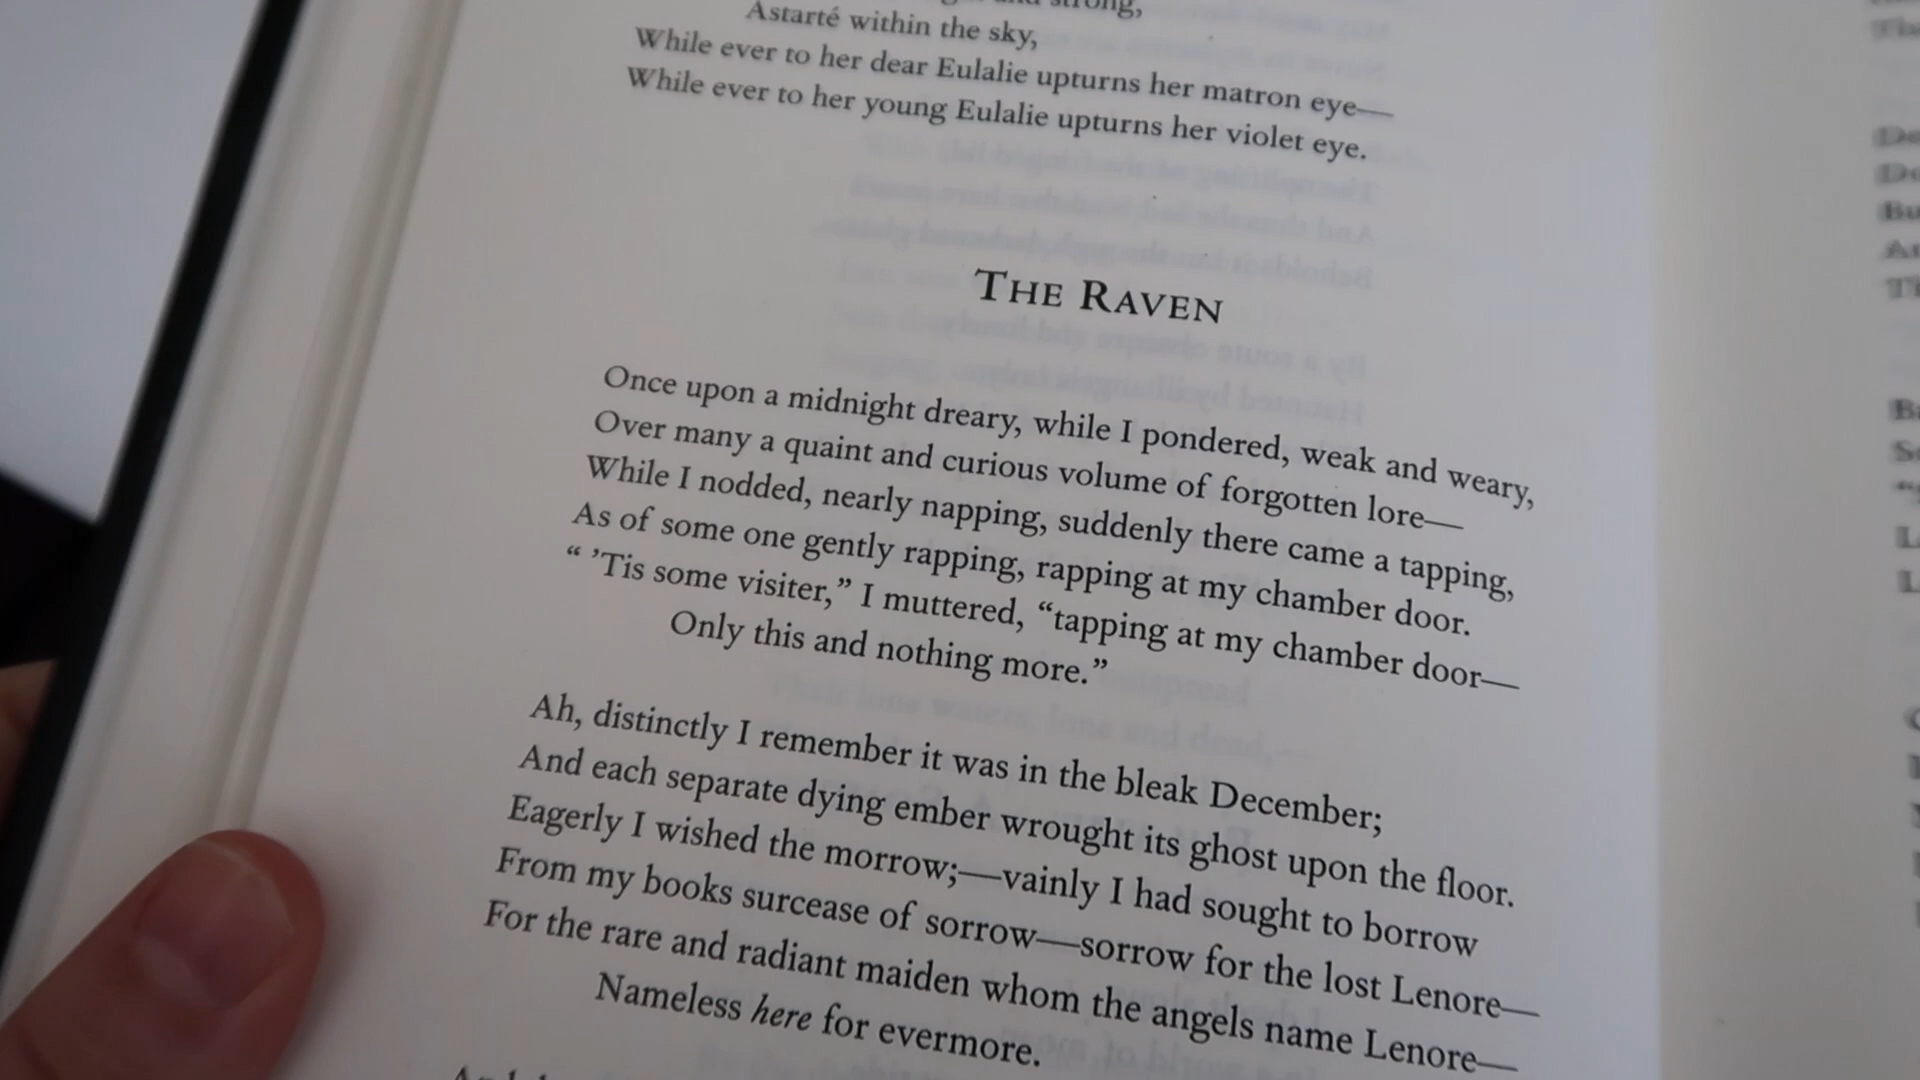 strong,
Astarté within the sky,
While ever to her dear Eulalie upturns her matron eye—
While ever to her young Eulalie upturns her violet eye.
THE RAVEN
Once upon a midnight dreary, while I pondered, weak and weary,
Over many a quaint and curious volume of forgotten lore—
While I nodded, nearly napping, suddenly there came a tapping,
As of some one gently rapping, rapping at my chamber door.
“ ’Tis some visiter,” I muttered, “tapping at my chamber door—
Only this and nothing more.”
Ah, distinctly I remember it was in the bleak December;
And each separate dying ember wrought its ghost upon the floor.
Eagerly I wished the morrow;—vainly I had sought to borrow
From my books surcease of sorrow—sorrow for the lost Lenore—
For the rare and radiant maiden whom the angels name Lenore—
Nameless here for evermore.